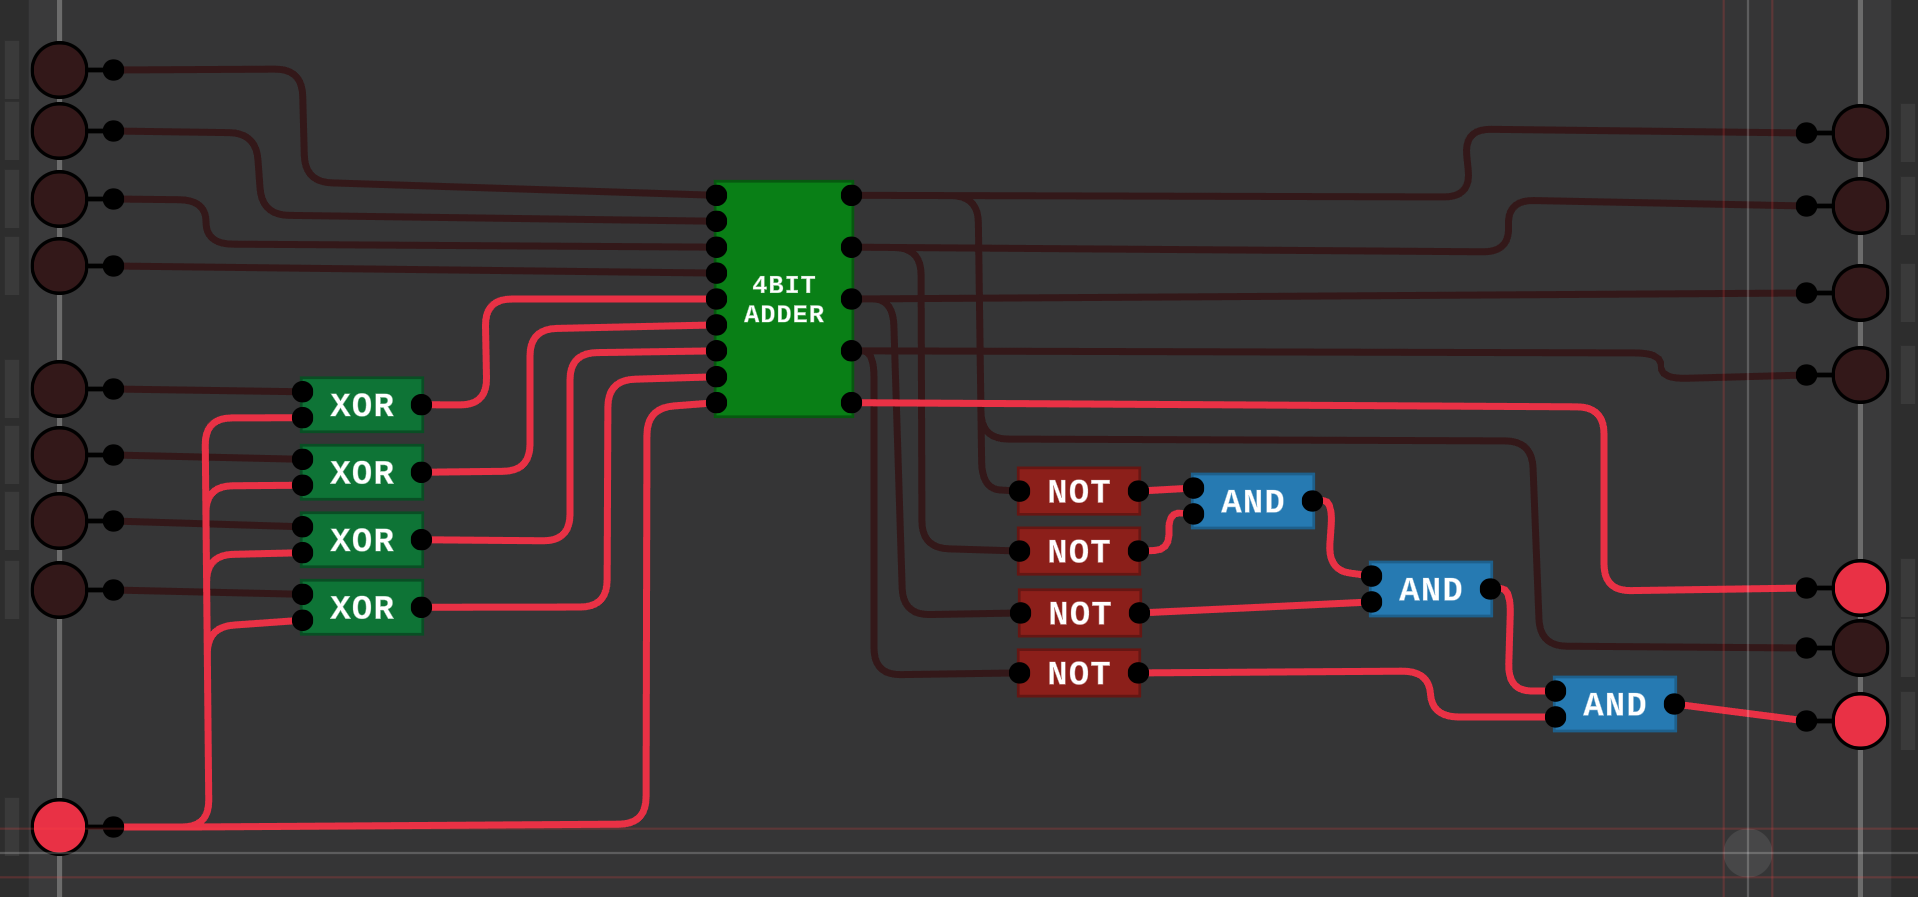 4BIT
ADDER
XOR
XOR
XOR
XOR
NOT
AND
NOT
AND
NOT
NOT
AND